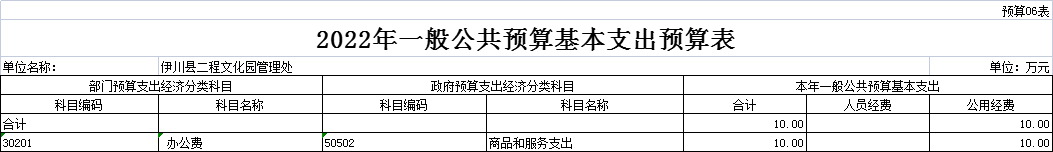 预算06表
2022年一般公共预算基本支出预算表
单位名称： 伊川县二程文化园管理处 单位：万元
部门预算支出经济分类科目 政府预算支出经济分类科目 本年一般公共预算基本支出
科目编码 科目名称 科目编码 科目名称 合计 人员经费 公用经费
合计 10.00 10.00
30201 办公费 50502 商品和服务支出 10.00 10.00